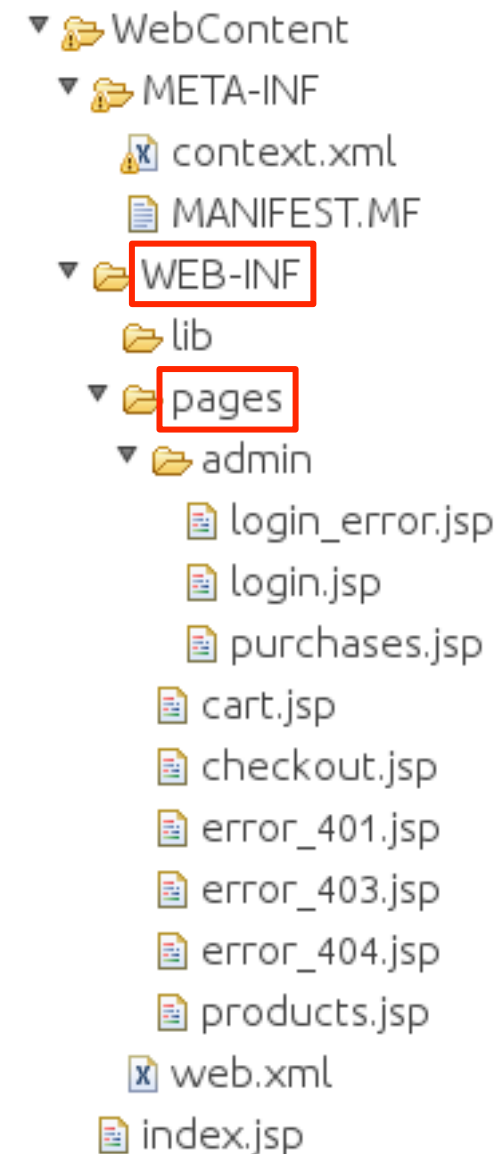 WebContent
META-INF
context.xml
MANIFEST.MF
WEB-INF
lib
pages
admin
login_error.jsp
login.jsp
purchases.jsp
cart.jsp
checkout.jsp
error_401.jsp
error_403.jsp
error_404.jsp
products.jsp
web.xml
index.jsp